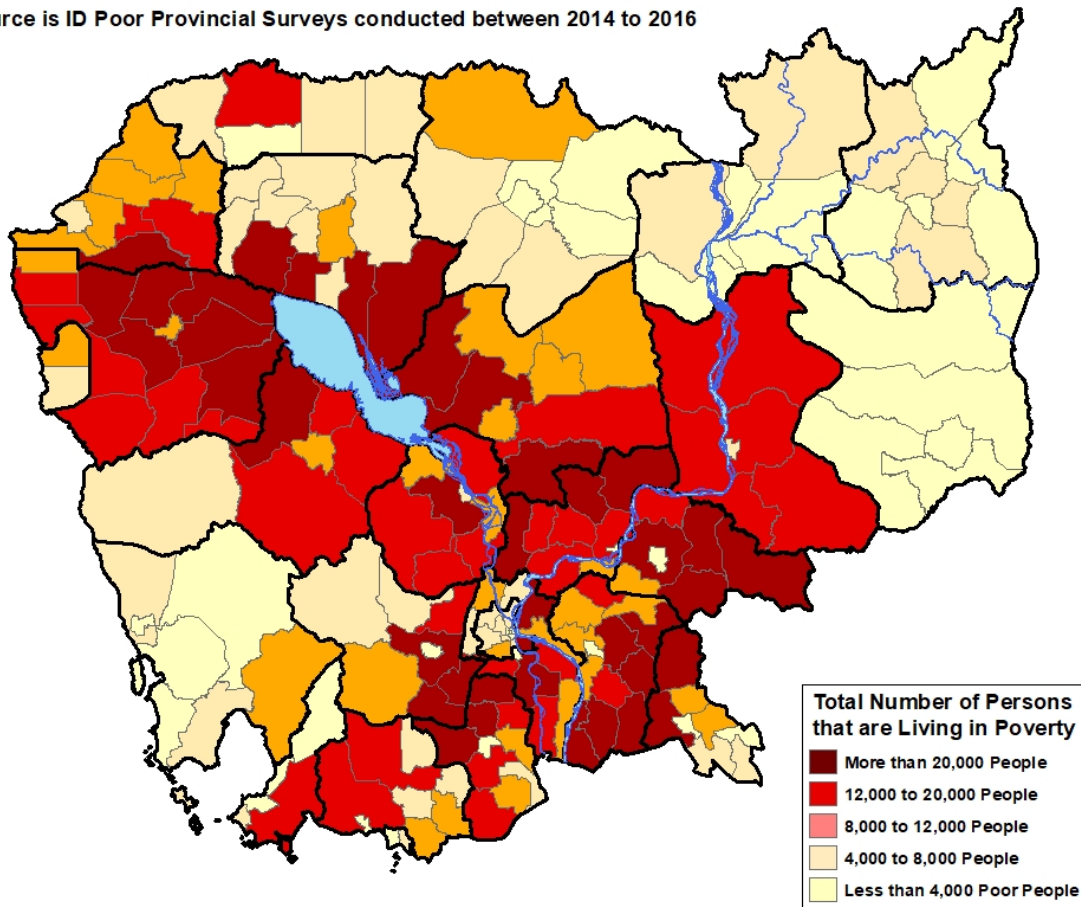 rce is ID Poor Provincial Surveys conducted between 2014 to 2016
Total Number of Persons
that are Living in Poverty
More than 20,000 People
12,000 to 20,000 People
8,000 to 12,000 People
4,000 to 8,000 People
Less than 4,000 Poor People